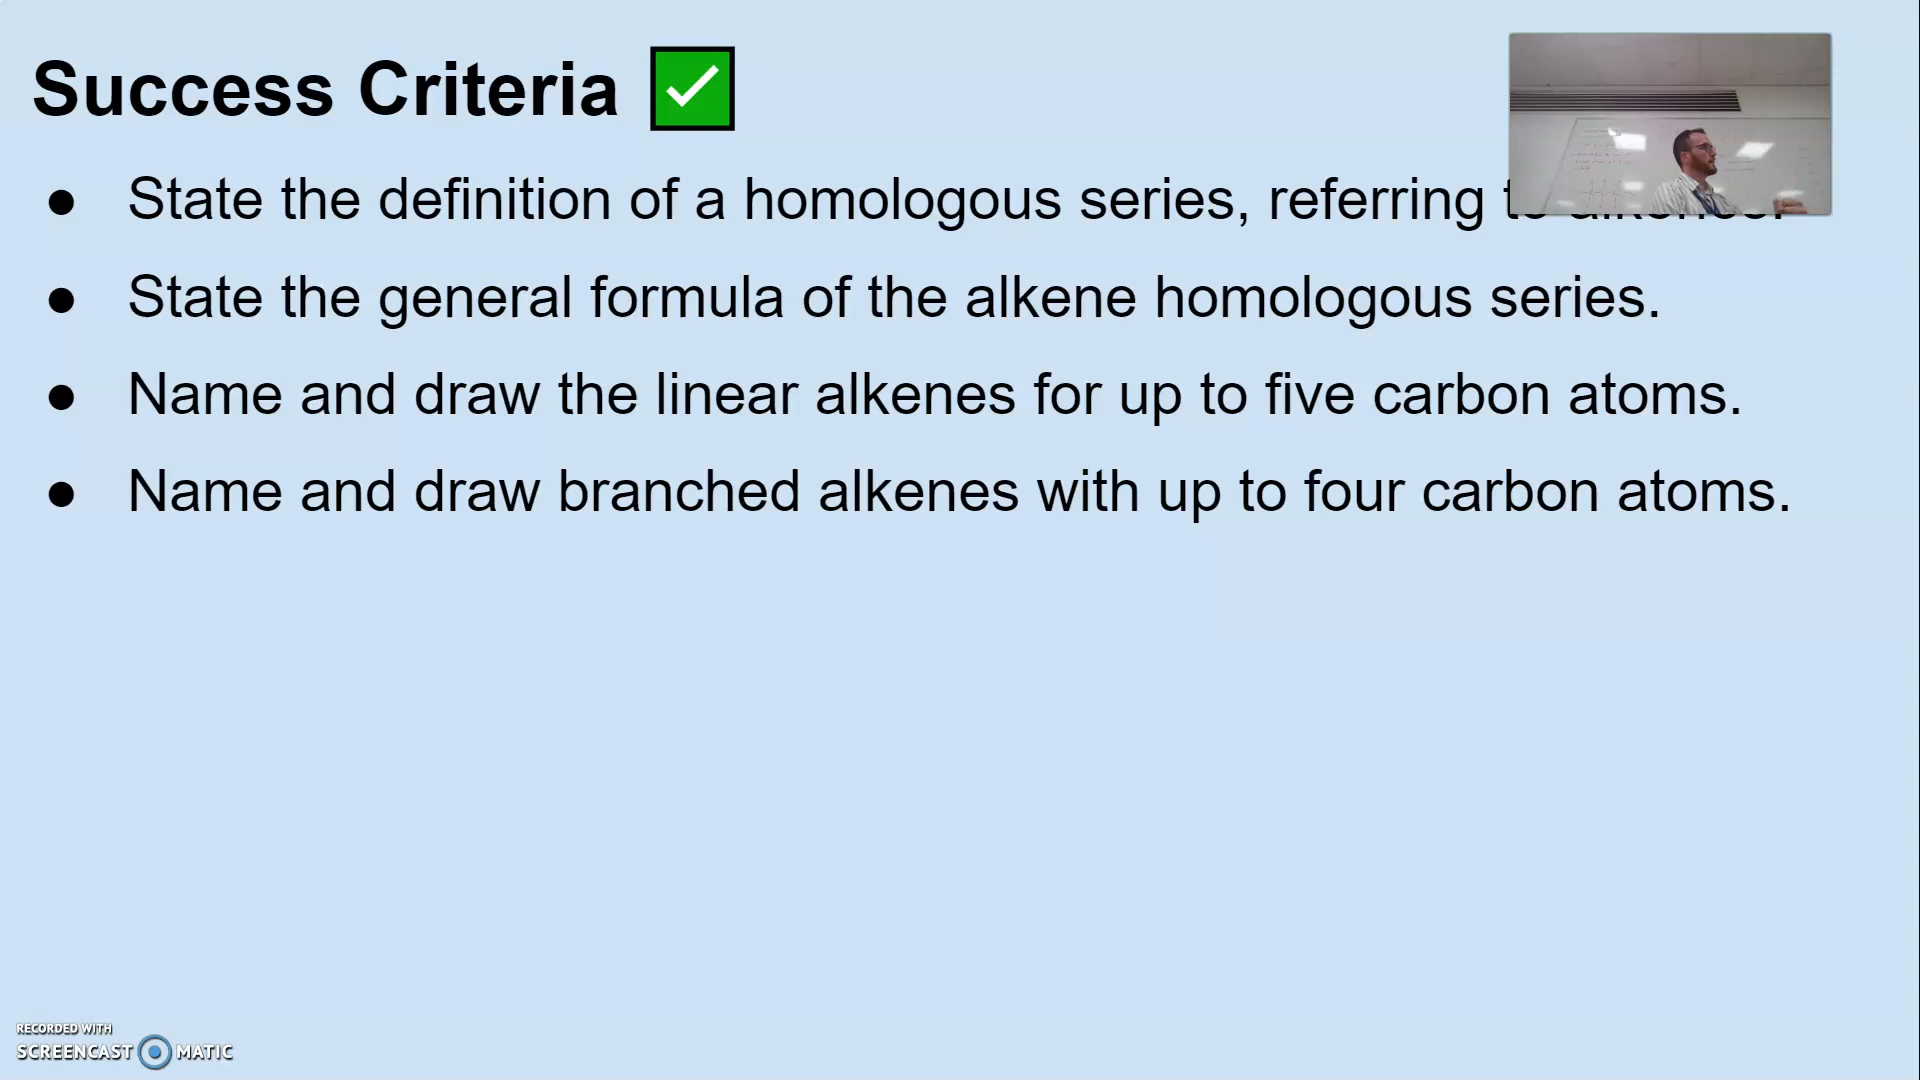 Success Criteria
● State the definition of a homologous series, referring to alkenes.
● State the general formula of the alkene homologous series.
● Name and draw the linear alkenes for up to five carbon atoms.
● Name and draw branched alkenes with up to four carbon atoms.
RECORDED WITH
SCREENCAST MATIC